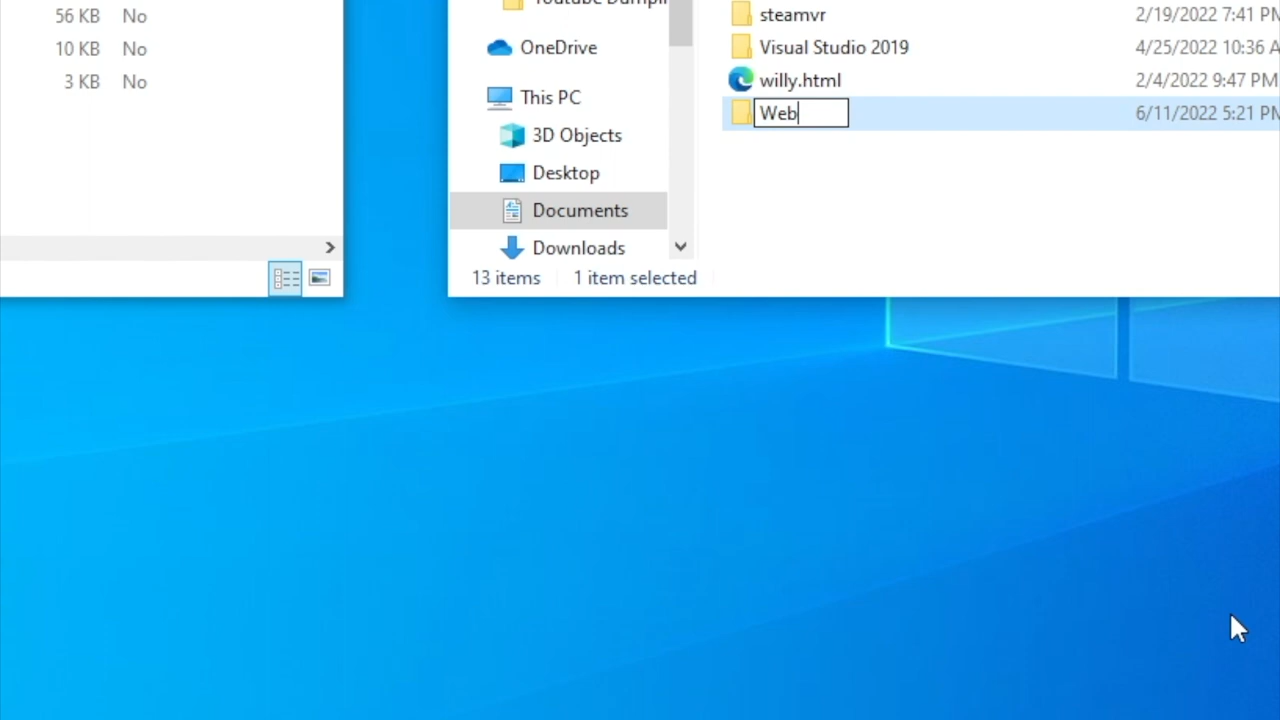 56 KB No
10 KB No
3 KB No
Youtube
OneDrive
This PC
3D Objects
Desktop
Documents
Downloads
13 items 1 item selected
steamvr 2/19/2022 7:41 PM
Visual Studio 2019 4/25/2022 10:36 A
willy.html 2/4/2022 9:47 PM
Web 6/11/2022 5:21 PM